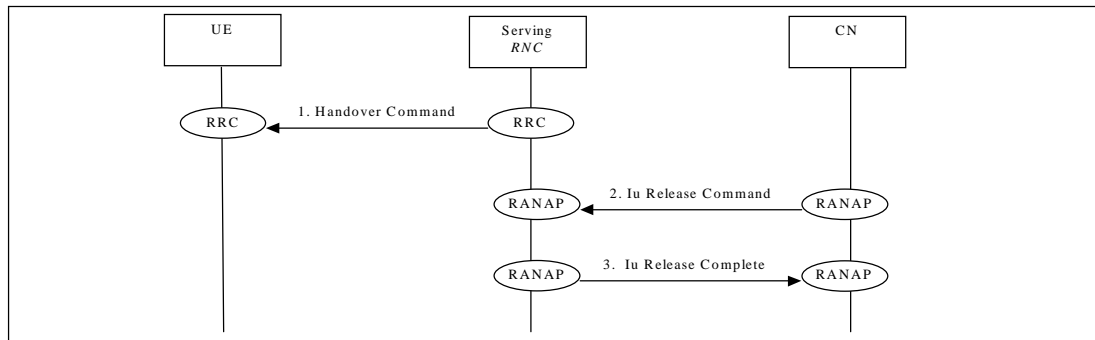 UE
Serving
RNC
CN
1. Handover Command
RRC
RRC
2. Iu Release Command
RANAP
RANAP
3. Iu Release Complete
RANAP
RANAP